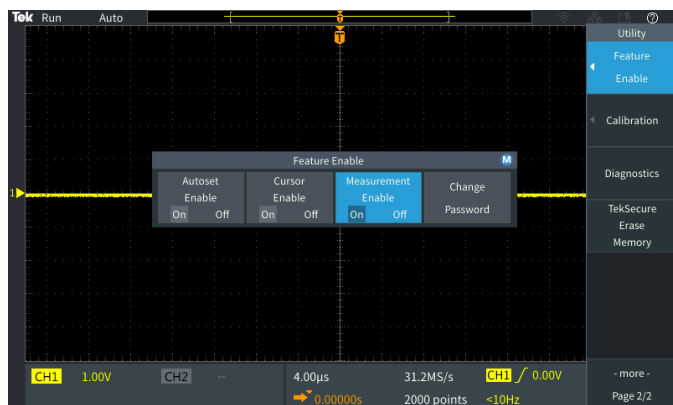 Tek Run Auto
T
T
Utility
Feature
Enable
Calibration
Diagnostics
TekSecure
Erase
Memory
- more -
Page 2/2
Feature Enable M
Autoset
Enable
On Off
Cursor
Enable
On Off
Measurement
Enable
On Off
Change
Password
1
CH1 1.00V
CH2 --
4.00µs 31.2MS/s
0.00000s 2000 points
CH1 0.00V
<10Hz